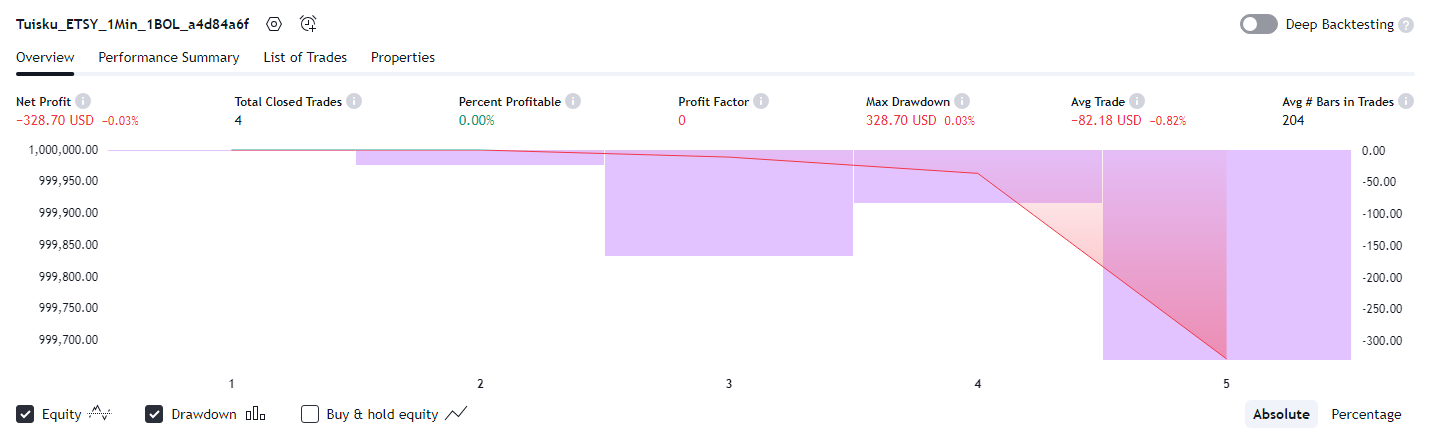 Tuisku_ETSY_1Min_1BOL_a4d84a6f
Deep Backtesting ?
Overview Performance Summary List of Trades Properties
Net Profit Total Closed Trades Percent Profitable Profit Factor Max Drawdown Avg Trade Avg # Bars in Trades
−328.70 USD −0.03% 4 0.00% 0 328.70 USD 0.03% −82.18 USD −0.82% 204
1,000,000.00 0.00
999,950.00 -50.00
999,900.00 -100.00
999,850.00 -150.00
999,800.00 -200.00
999,750.00 -250.00
999,700.00 -300.00
1 2 3 4 5
Equity Drawdown Buy & hold equity Absolute Percentage